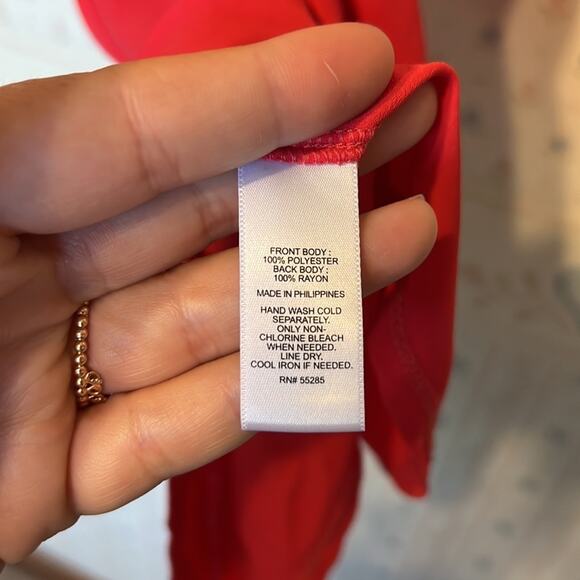 FRONT BODY :
100% POLYESTER
BACK BODY :
100% RAYON
MADE IN PHILIPPINES
HAND WASH COLD
SEPARATELY.
ONLY NON-
CHLORINE BLEACH
WHEN NEEDED.
LINE DRY.
COOL IRON IF NEEDED.
RN# 55285